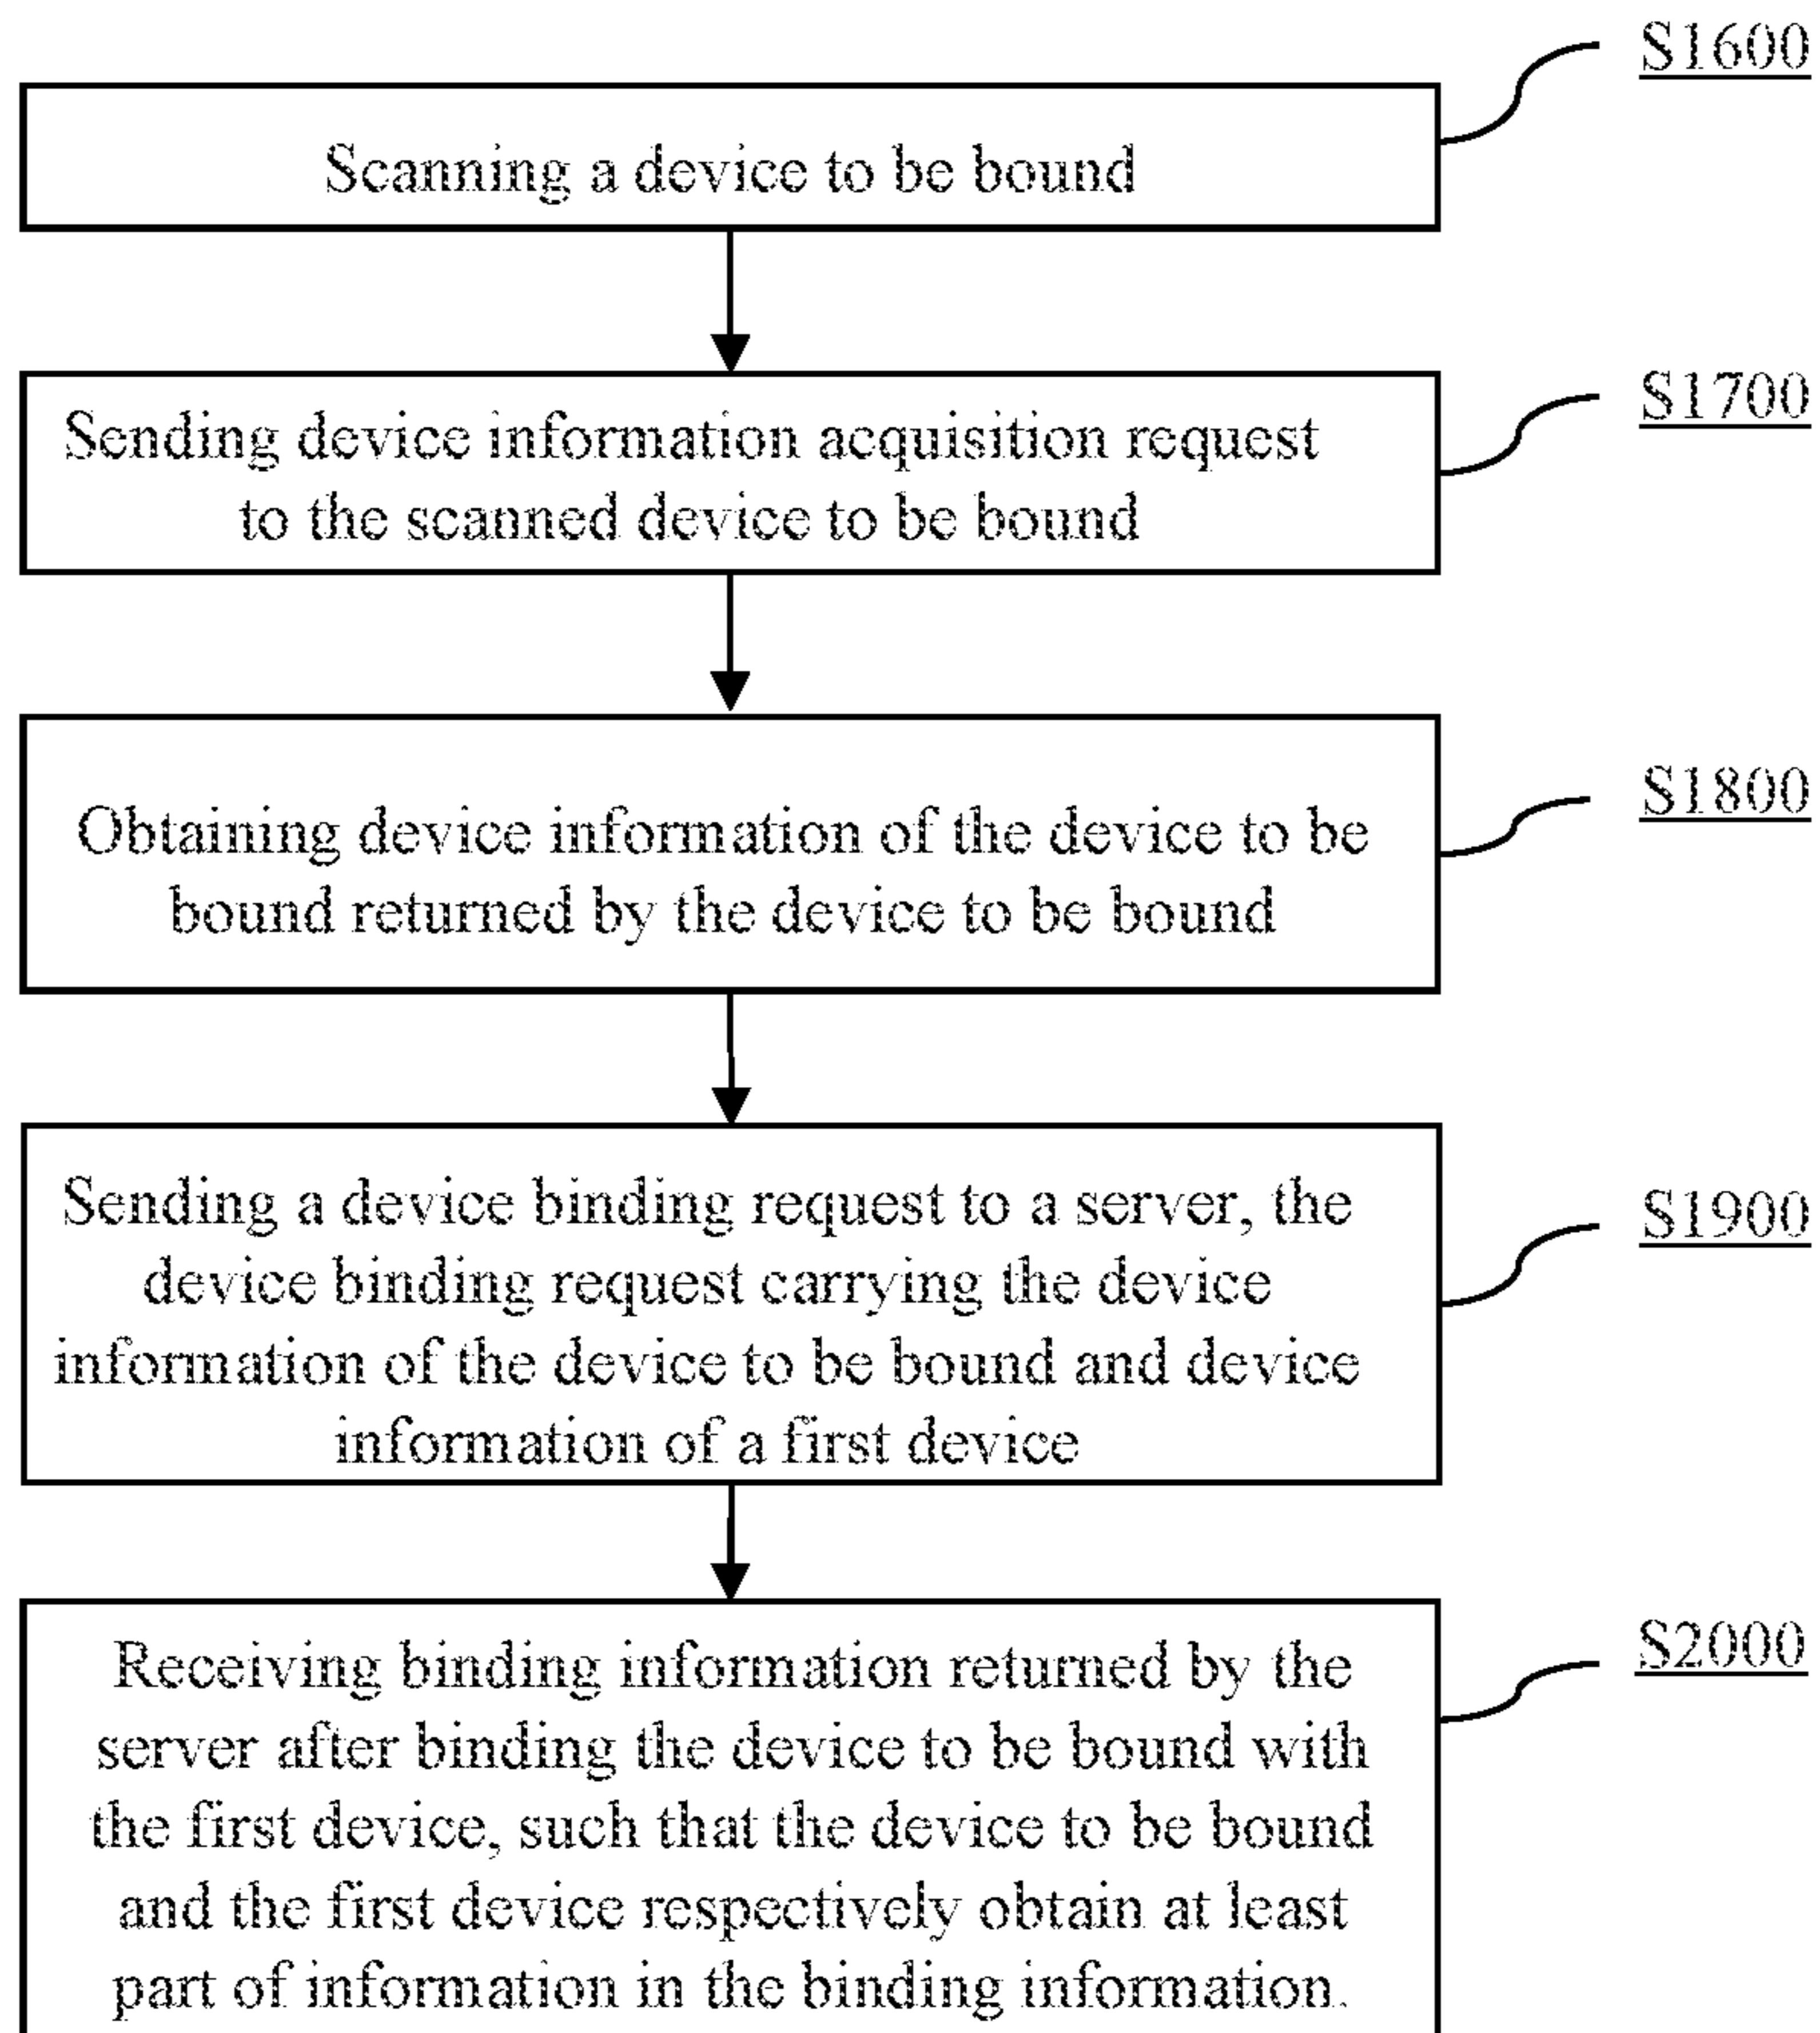 S1600
Scanning a device to be bound
S1700
Sending device information acquisition request
to the scanned device to be bound
S1800
Obtaining device information of the device to be
bound returned by the device to be bound
S1900
Sending a device binding request to a server, the
device binding request carrying the device
information of the device to be bound and device
information of a first device
S2000
Receiving binding information returned by the
server after binding the device to be bound with
the first device, such that the device to be bound
and the first device respectively obtain at least
part of information in the binding information.